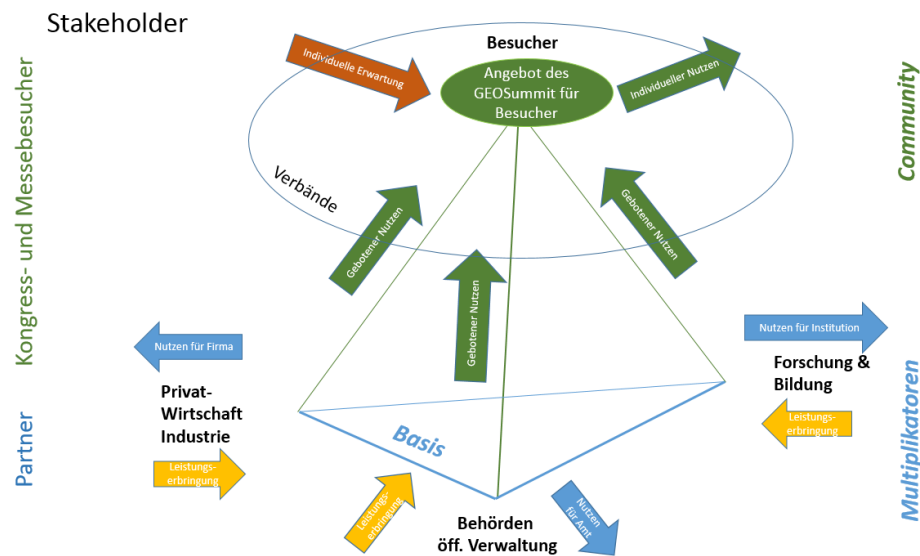 Stakeholder
Besucher
Individuelle Erwartung
Angebot des
GEOSummit für
Besucher
Individueller Nutzen
Kongress- und Messebesucher
Community
Verbände
Gebotener Nutzen
Gebotener Nutzen
Gebotener Nutzen
Nutzen für Firma
Nutzen für Institution
Privat-
Wirtschaft
Industrie
Forschung &
Bildung
Basis
Partner
Multiplikatoren
Leistungs-
erbringung
Leistungs-
erbringung
Leistungs-
erbringung
Nutzen
für Amt
Behörden
öff. Verwaltung